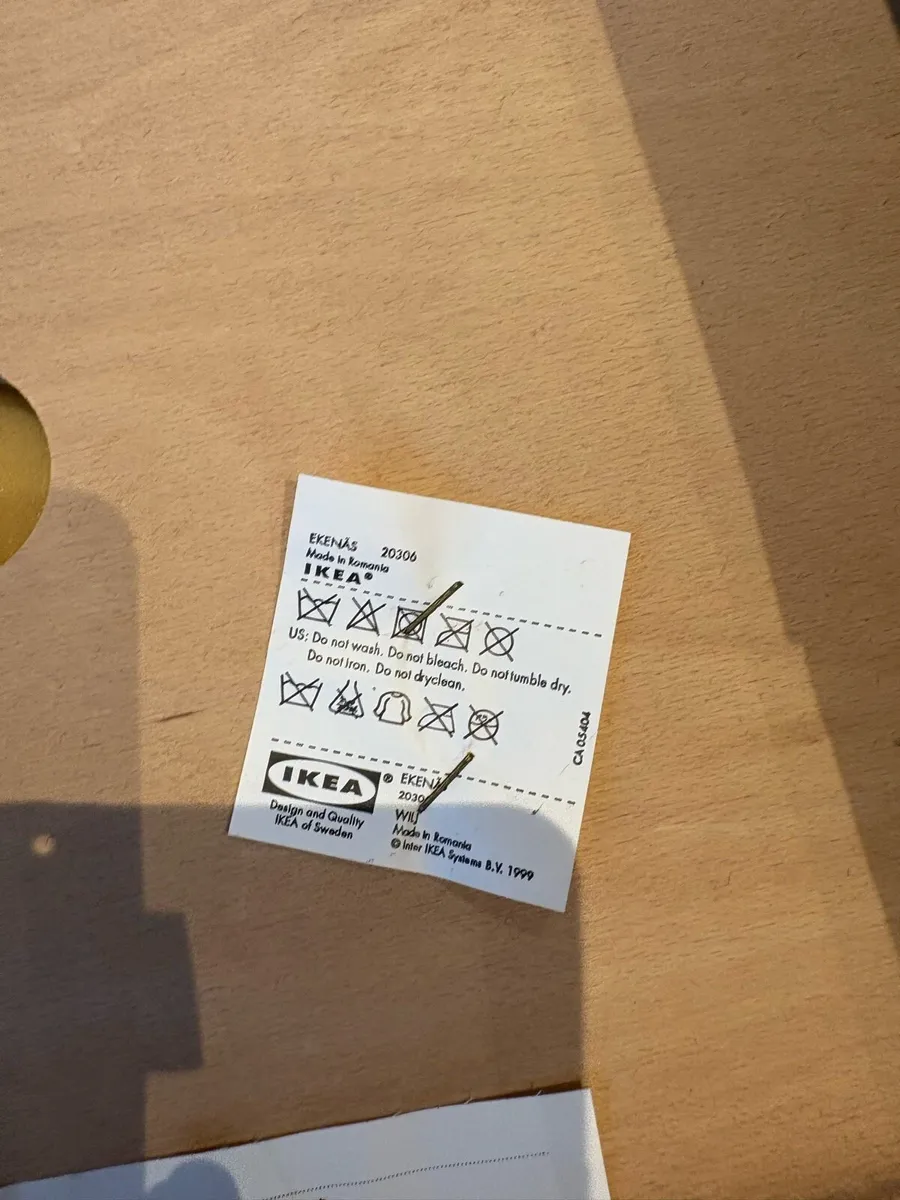 EKENÄS 20306
Made in Romania
IKEA®
US: Do not wash. Do not bleach. Do not tumble dry.
Do not iron. Do not dryclean.
CA 05404
IKEA ® EKENÄS
Design and Quality
IKEA of Sweden
Made in Romania
© Inter IKEA Systems B.V. 1999